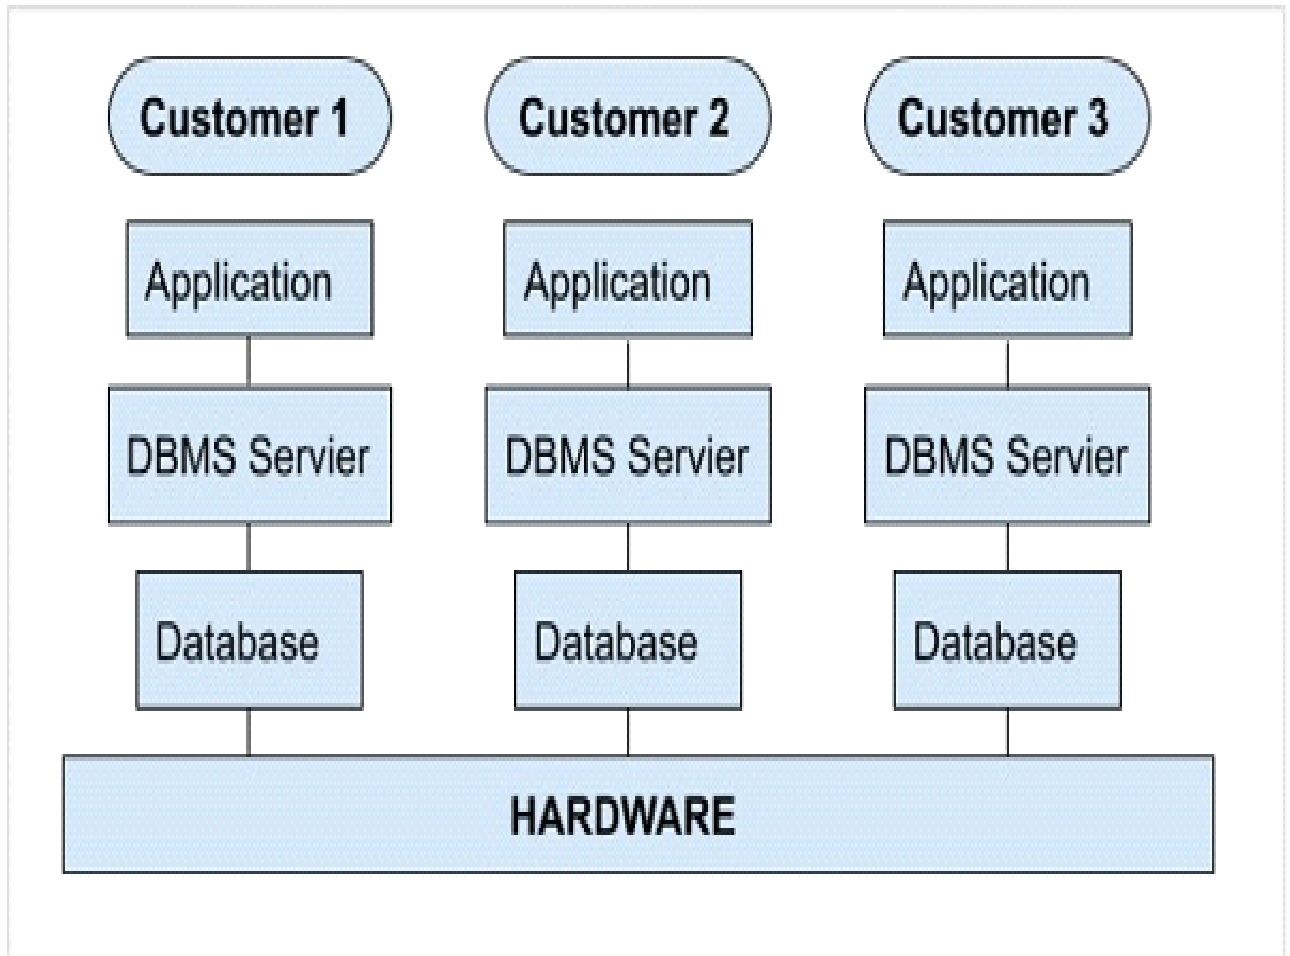 Customer 1
Customer 2
Customer 3
Application
Application
Application
DBMS Servier
DBMS Servier
DBMS Servier
Database
Database
Database
HARDWARE